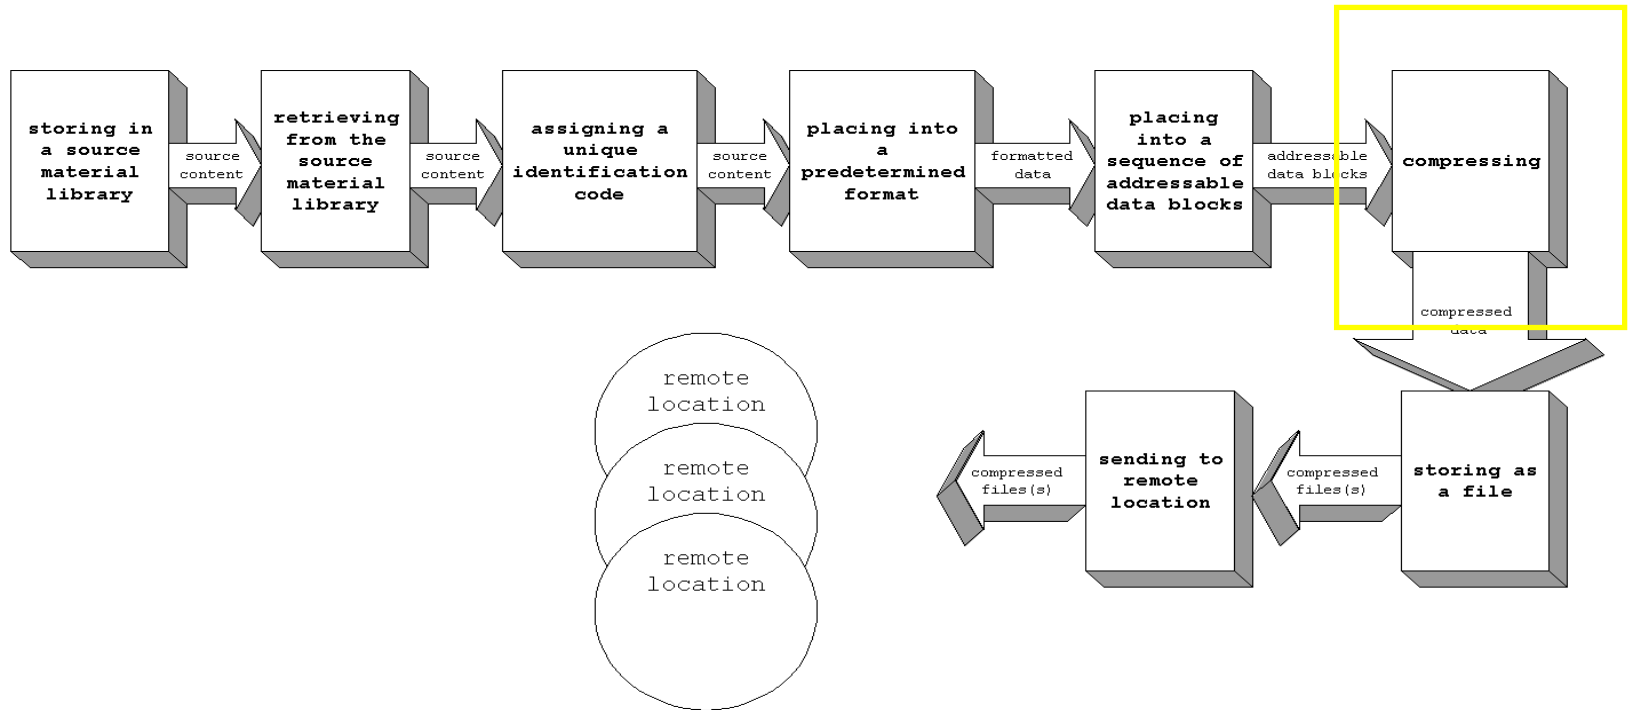 storing in
a source
material
library
source
content
retrieving
from the
source
material
library
source
content
assigning a
unique
identification
code
source
content
placing into
a
predetermined
format
formatted
data
placing
into a
sequence of
addressable
data blocks
addressable
data blocks
compressing
compressed
data
storing as
a file
compressed
files(s)
sending to
remote
location
compressed
files(s)
remote
location
remote
location
remote
location